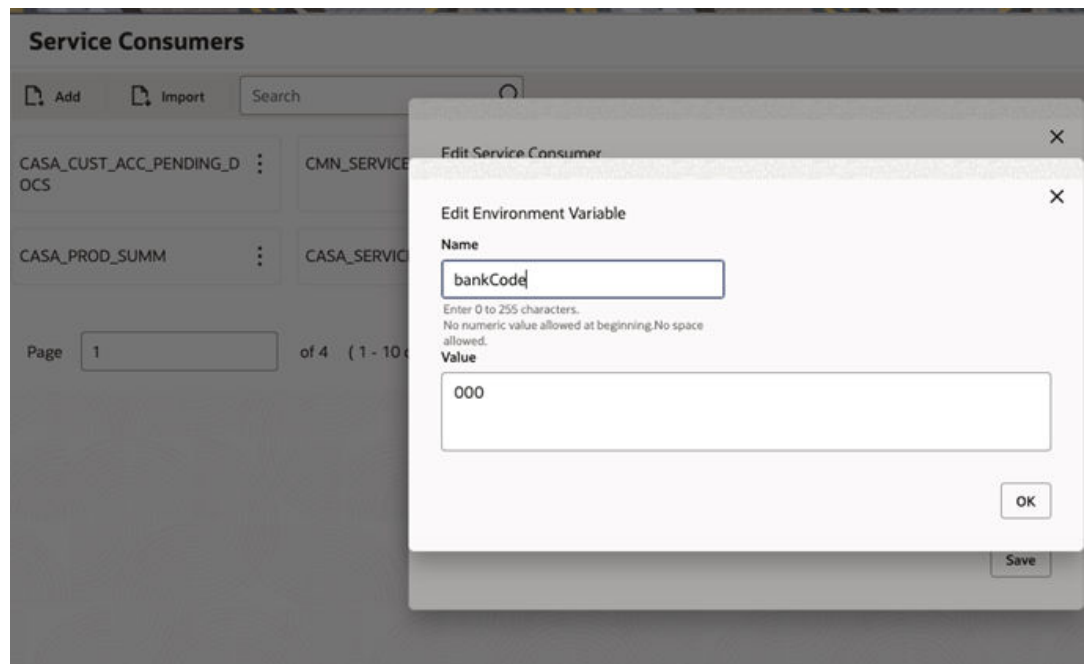 Service Consumers
Add
Import
Search
CASA_CUST_ACC_PENDING_D
OCS
CMN_SERVICE
Edit Service Consumer
CASA_PROD_SUMM
CASA_SERVIC
Edit Environment Variable
Name
bankCode
Enter 0 to 255 characters.
No numeric value allowed at beginning.No space
allowed.
Value
000
Page 1 of 4 (1 - 10
OK
Save